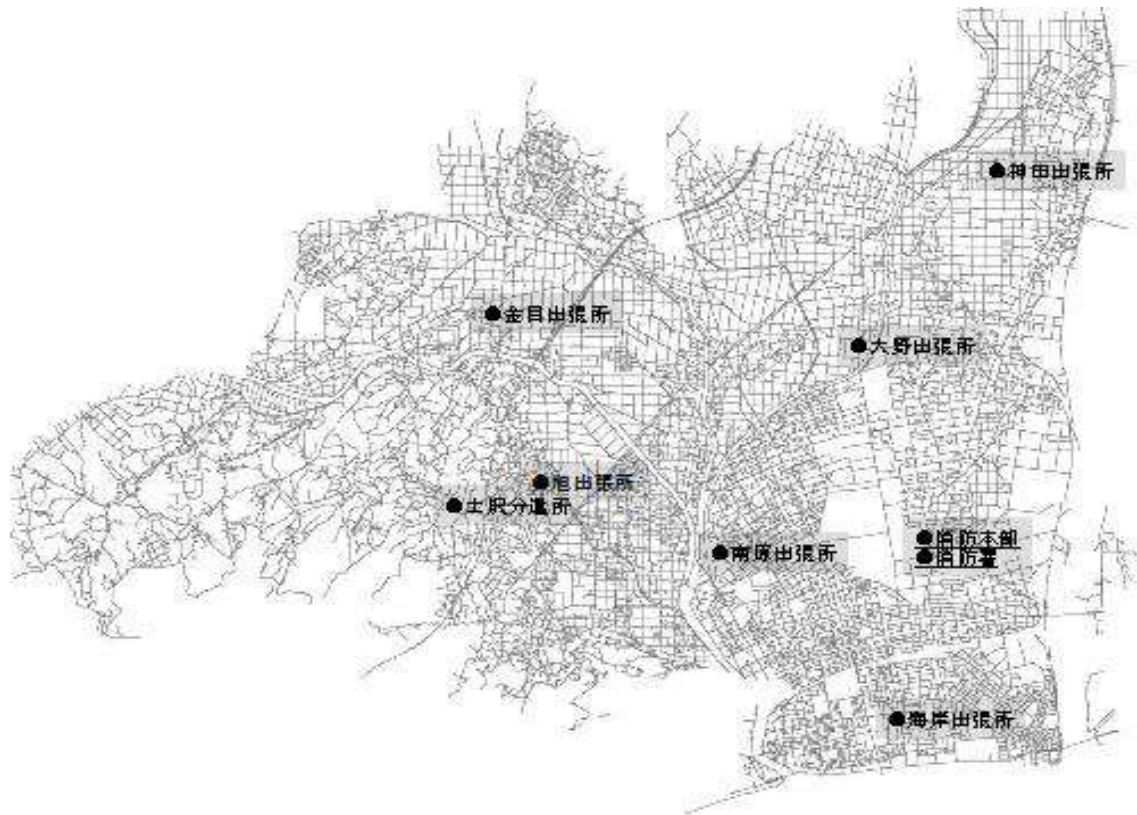 ●神田出張所
●金目出張所
●大野出張所
●旭出張所
●土沢分遣所
●消防本部
●消防署
●南原出張所
●海岸出張所